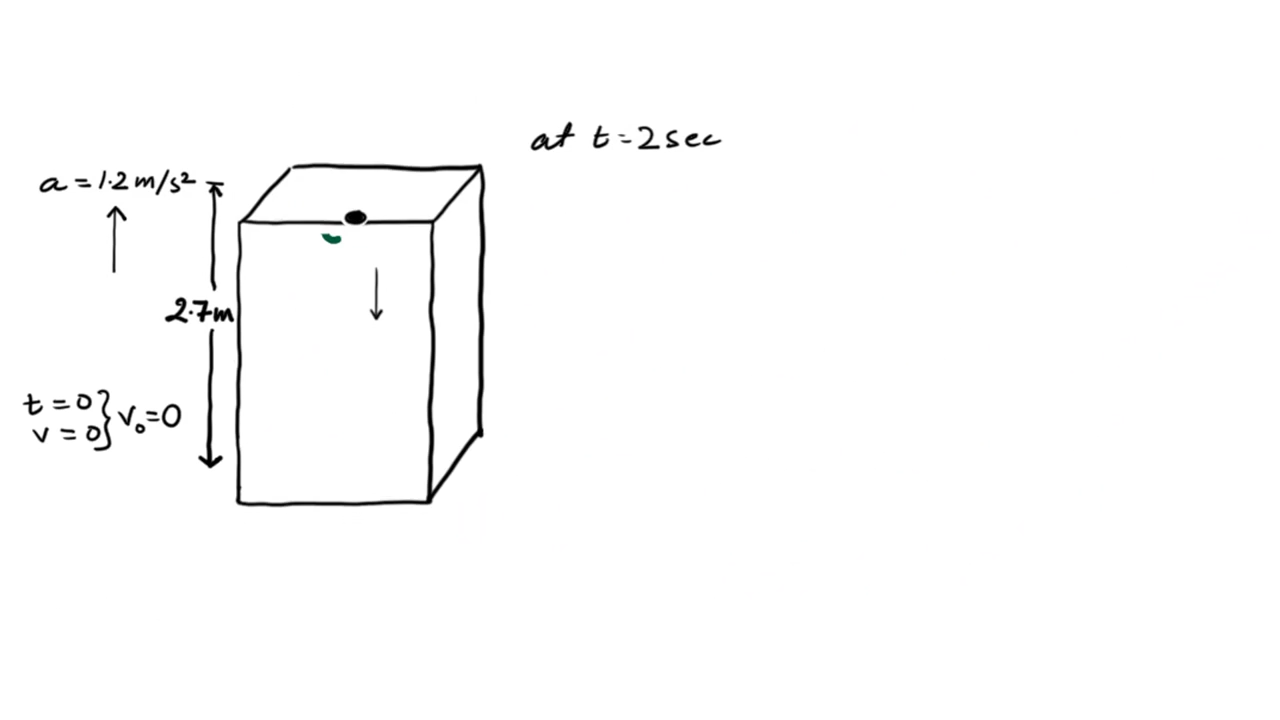 at t=2sec
a = 1.2 m/s²
2.7m
t = 0
v = 0 } v₀=0